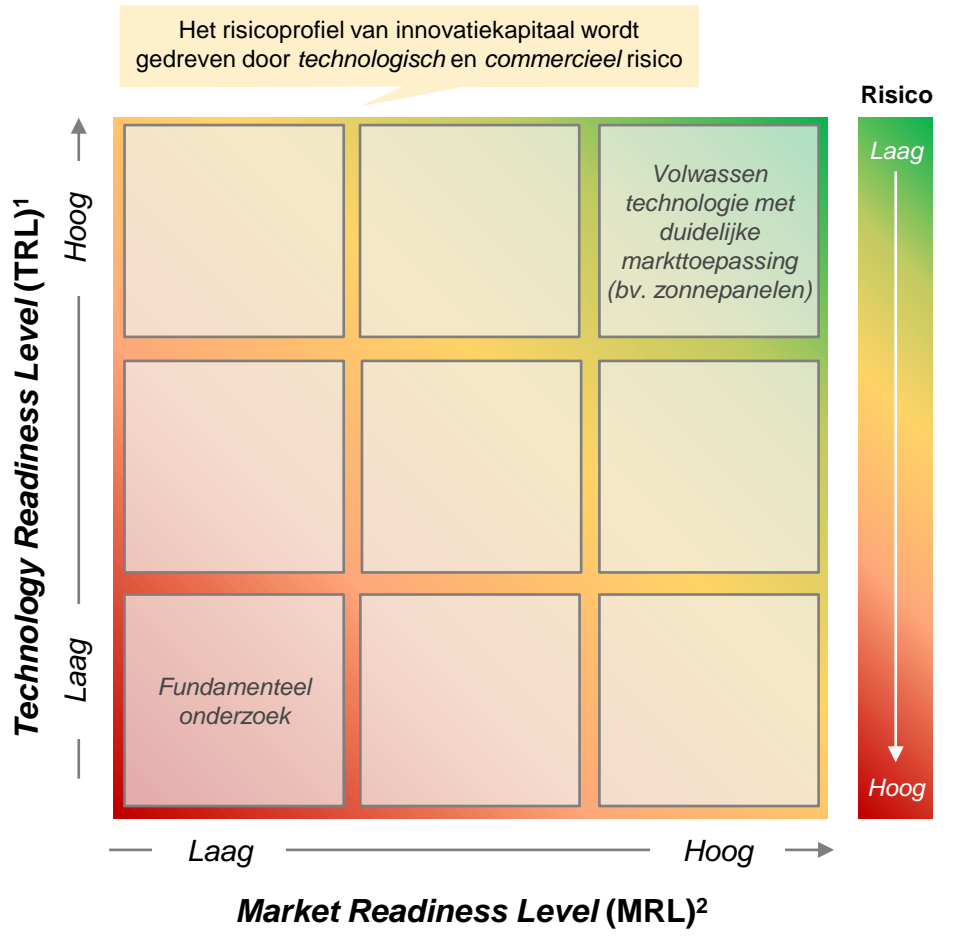 Het risicoprofiel van innovatiekapitaal wordt
gedreven door technologisch en commercieel risico
Risico
Laag
Hoog
Technology Readiness Level (TRL)¹
Hoog
Laag
Volwassen
technologie met
duidelijke
markttoepassing
(bv. zonnepanelen)
Fundamenteel
onderzoek
Laag
Hoog
Market Readiness Level (MRL)²